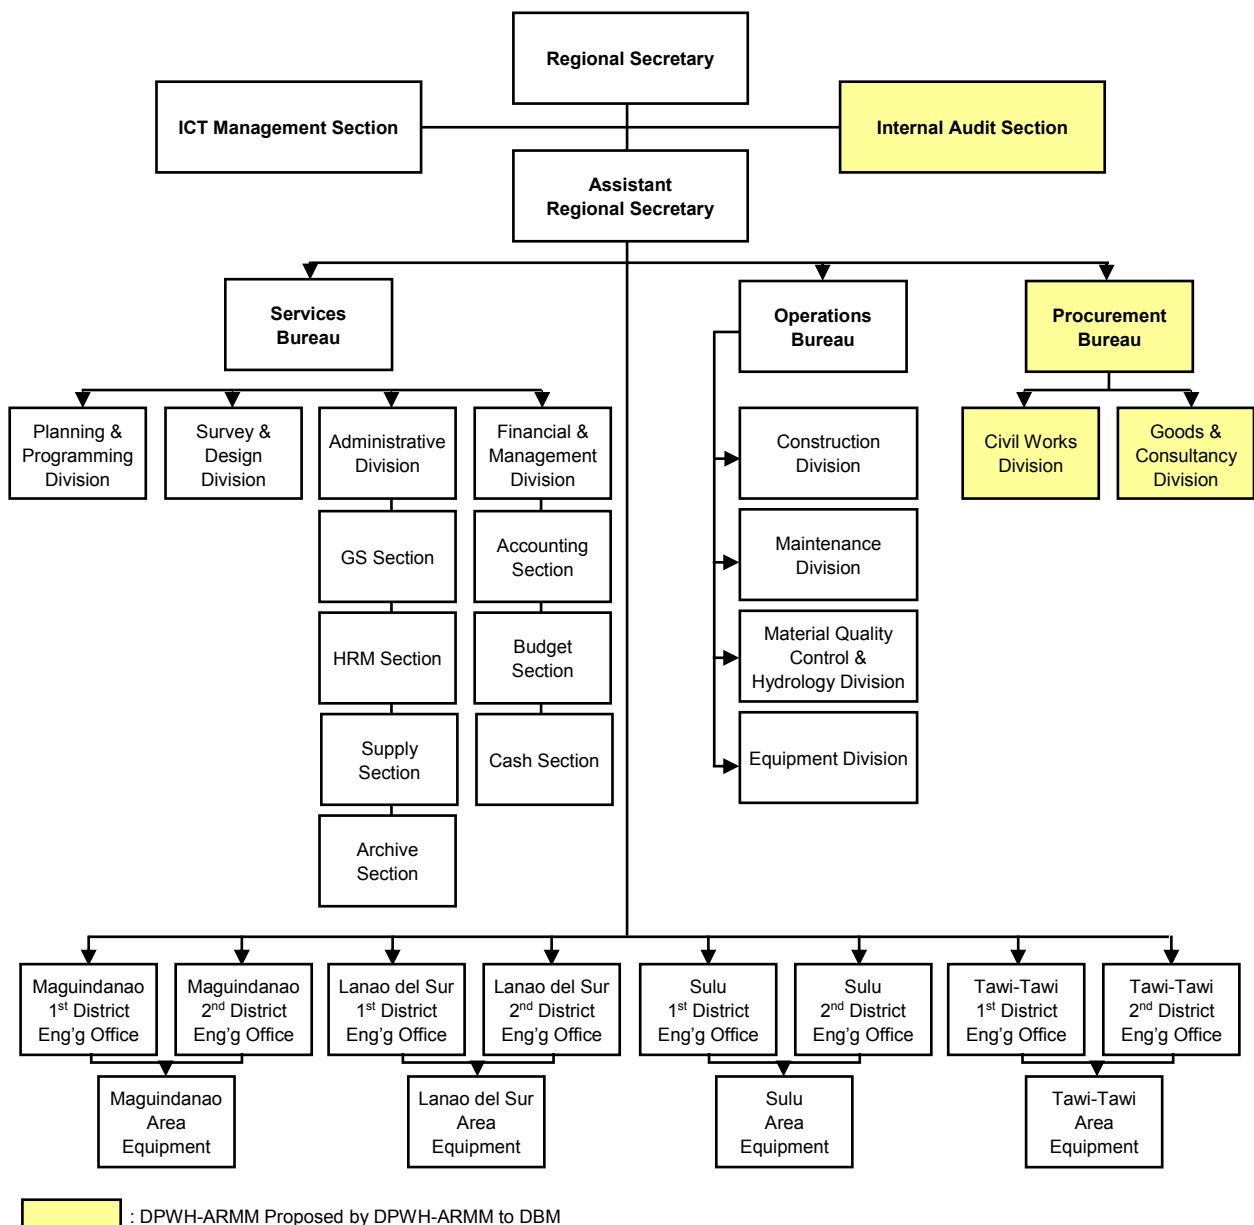 Regional Secretary
ICT Management Section
Internal Audit Section
Assistant
Regional Secretary
Services
Bureau
Operations
Bureau
Procurement
Bureau
Planning &
Programming
Division
Survey &
Design
Division
Administrative
Division
Financial &
Management
Division
Construction
Division
Civil Works
Division
Goods &
Consultancy
Division
GS Section
Accounting
Section
Maintenance
Division
HRM Section
Budget
Section
Material Quality
Control &
Hydrology Division
Supply
Section
Cash Section
Equipment Division
Archive
Section
Maguindanao
1st District
Eng’g Office
Maguindanao
2nd District
Eng’g Office
Lanao del Sur
1st District
Eng’g Office
Lanao del Sur
2nd District
Eng’g Office
Sulu
1st District
Eng’g Office
Sulu
2nd District
Eng’g Office
Tawi-Tawi
1st District
Eng’g Office
Tawi-Tawi
2nd District
Eng’g Office
Maguindanao
Area
Equipment
Lanao del Sur
Area
Equipment
Sulu
Area
Equipment
Tawi-Tawi
Area
Equipment
: DPWH-ARMM Proposed by DPWH-ARMM to DBM